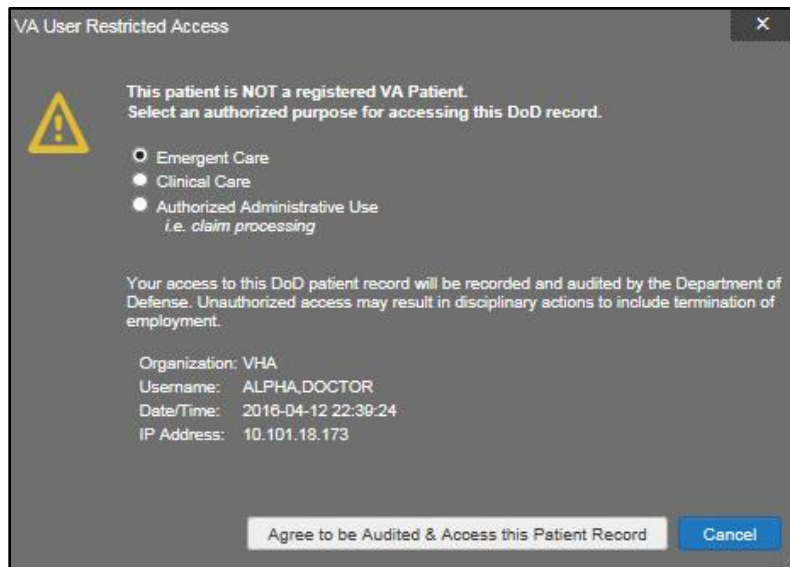 VA User Restricted Access
This patient is NOT a registered VA Patient.
Select an authorized purpose for accessing this DoD record.
Emergent Care
Clinical Care
Authorized Administrative Use
i.e. claim processing
Your access to this DoD patient record will be recorded and audited by the Department of
Defense. Unauthorized access may result in disciplinary actions to include termination of
employment.
Organization: VHA
Username: ALPHA,DOCTOR
Date/Time: 2016-04-12 22:39:24
IP Address: 10.101.18.173
Agree to be Audited & Access this Patient Record Cancel